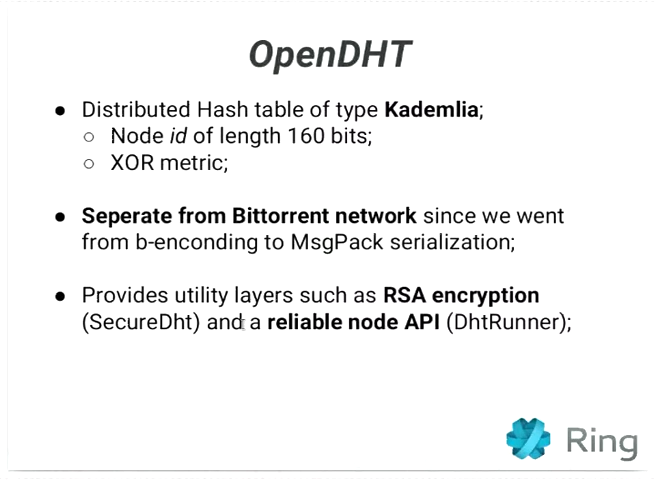 OpenDHT
● Distributed Hash table of type Kademlia;
○ Node id of length 160 bits;
○ XOR metric;
● Seperate from Bittorrent network since we went
from b-enconding to MsgPack serialization;
● Provides utility layers such as RSA encryption
(SecureDht) and a reliable node API (DhtRunner);
Ring